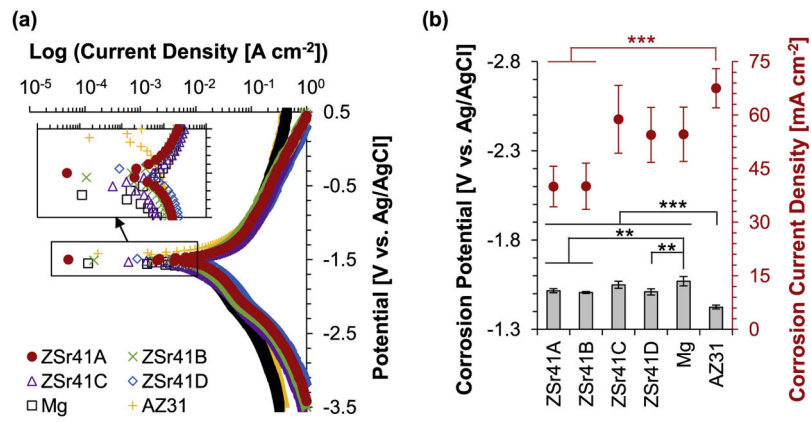 (a)
Log (Current Density [A cm⁻²])
10⁻⁵ 10⁻⁴ 10⁻³ 10⁻² 10⁻¹ 10⁰
0.5
-0.5
-1.5
-2.5
-3.5
Potential [V vs. Ag/AgCl]
ZSr41A ZSr41B
ZSr41C ZSr41D
Mg AZ31
(b)
Corrosion Potential [V vs. Ag/AgCl]
-2.8
-2.3
-1.8
-1.3
***
***
**
**
75
60
45
30
15
0
Corrosion Current Density [mA cm⁻²]
ZSr41A
ZSr41B
ZSr41C
ZSr41D
Mg
AZ31